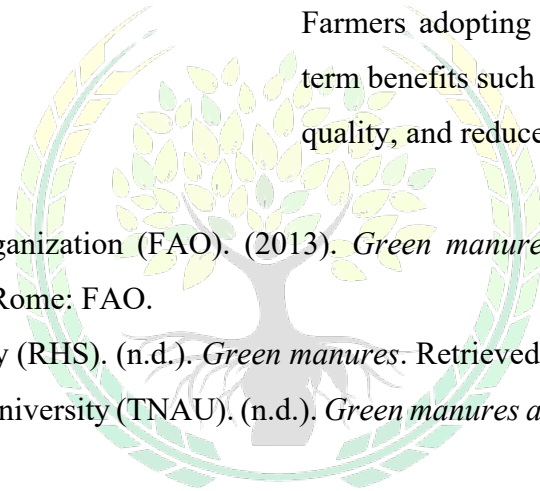 Farmers adopting
term benefits such
quality, and reduce
ganization (FAO). (2013). Green manure
Rome: FAO.
y (RHS). (n.d.). Green manures. Retrieved
niversity (TNAU). (n.d.). Green manures a